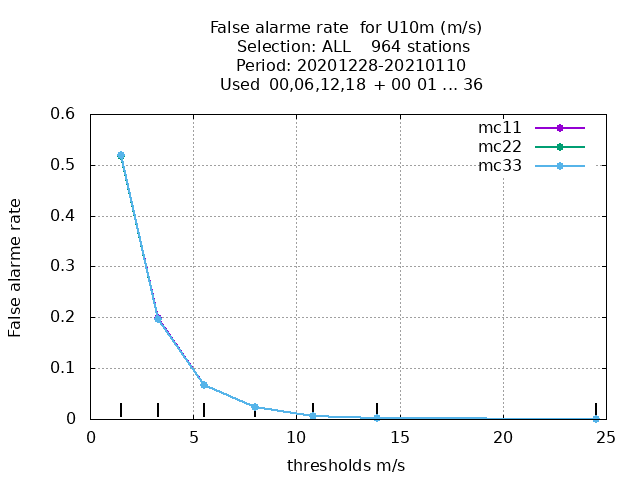 False alarme rate  for U10m (m/s)
Selection: ALL    964 stations
Period: 20201228-20210110
Used  00,06,12,18  + 00 01 ... 36
mc11
mc22
mc33
False alarme rate
0.6
0.5
0.4
0.3
0.2
0.1
0
0 5 10 15 20 25
thresholds m/s